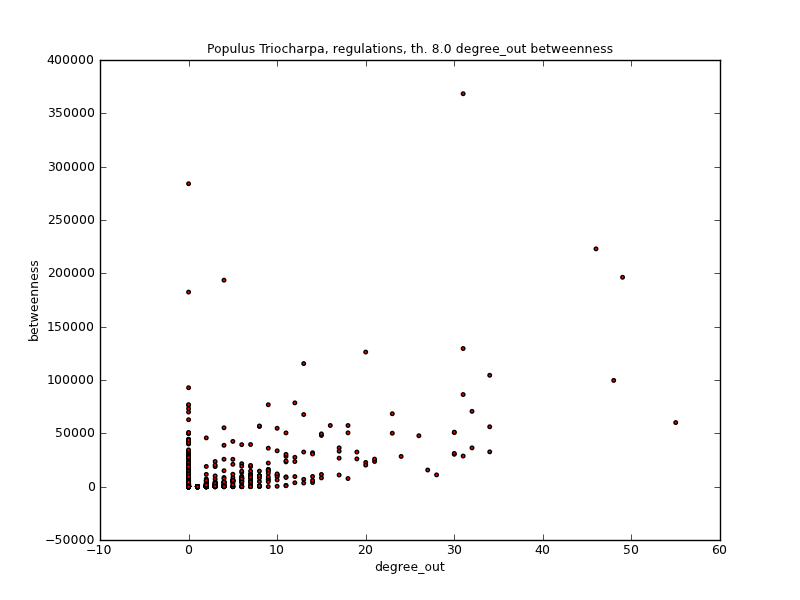 Populus Triocharpa, regulations, th. 8.0 degree_out betweenness
400000
350000
300000
250000
200000
150000
100000
50000
0
−50000
betweenness
−10 0 10 20 30 40 50 60
degree_out